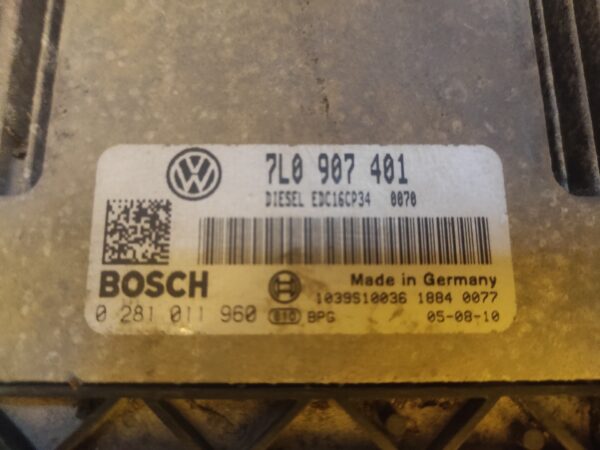 7L0 907 401
DIESEL EDC16CP34 0070
BOSCH
Made in Germany
1039S10036 1884 0077
0 281 011 960 BPG 05-08-10